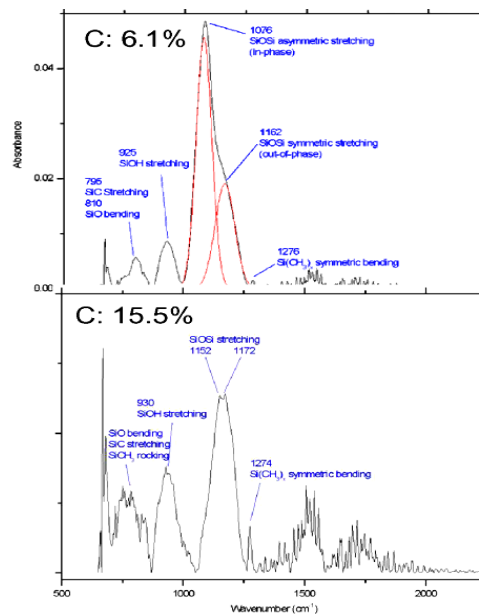 C: 6.1%
1076
SiOSi asymmetric stretching
(in-phase)
0.04
Absorbance
1162
SiOSi symmetric stretching
(out-of-phase)
925
SiOH stretching
0.02
795
SiC Stretching
810
SiO bending
1276
Si(CH3)x symmetric bending
0.00
C: 15.5%
SiOSi stretching
1152 1172
930
SiOH stretching
SiO bending
SiC stretching
SiCH3 rocking
1274
Si(CH3)x symmetric bending
500 1000 1500 2000
Wavenumber (cm-1)